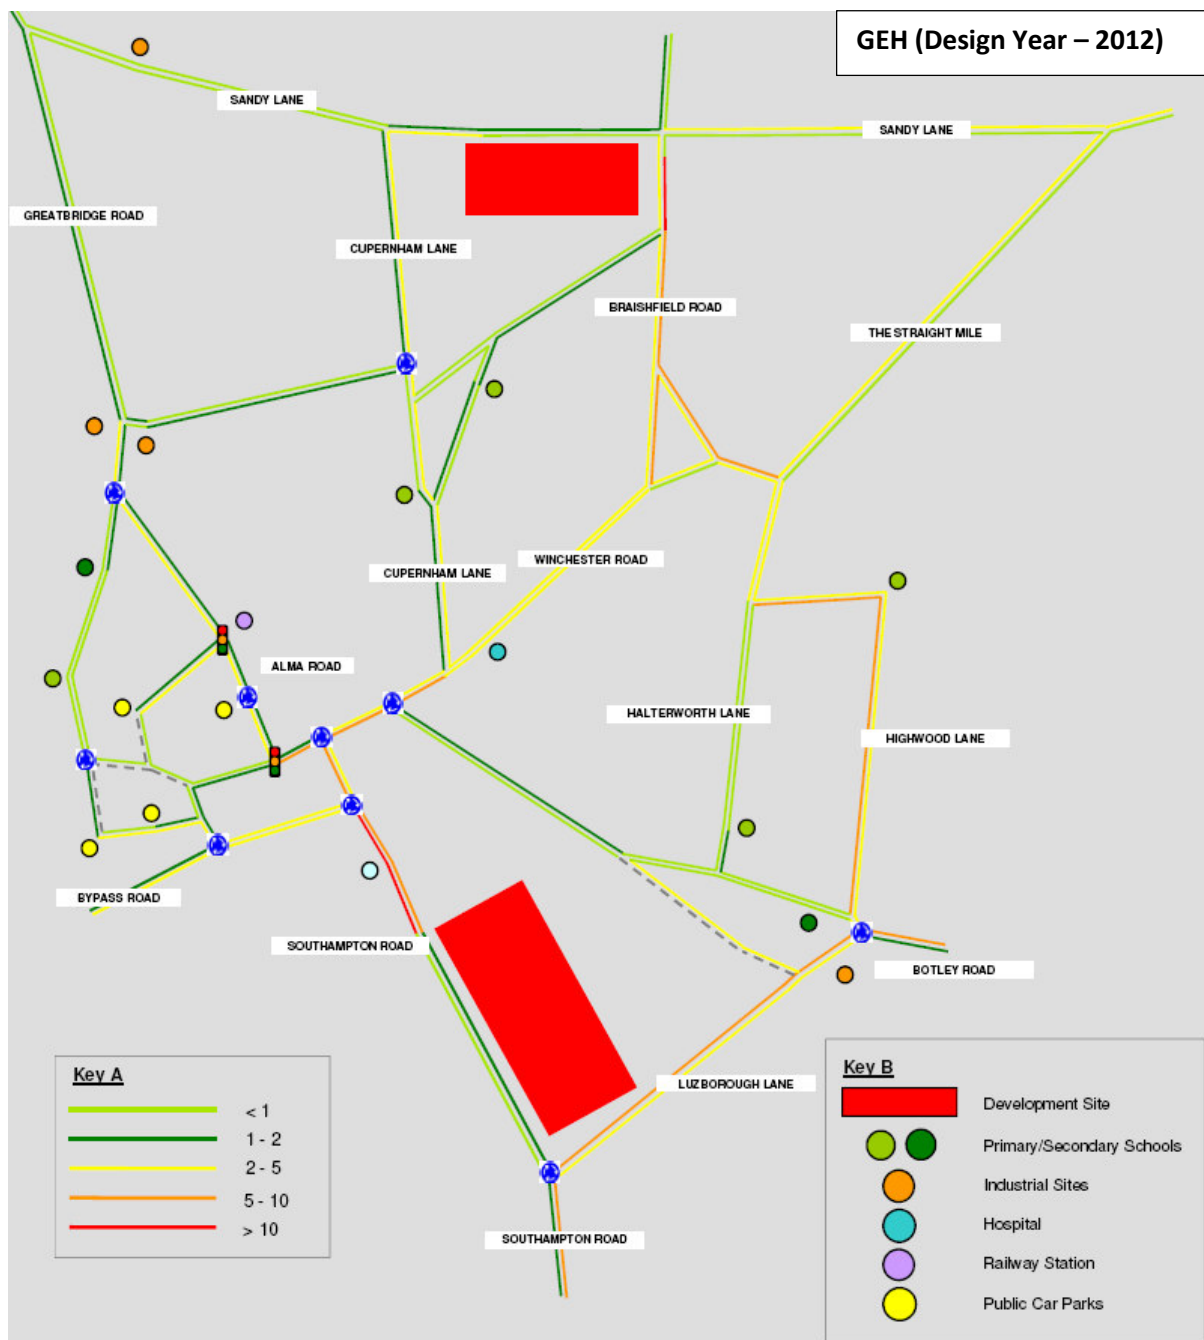 GEH (Design Year – 2012)
SANDY LANE
SANDY LANE
GREATBRIDGE ROAD
CUPERNHAM LANE
BRAISHFIELD ROAD
THE STRAIGHT MILE
WINCHESTER ROAD
CUPERNHAM LANE
ALMA ROAD
HALTERWORTH LANE
HIGHWOOD LANE
BYPASS ROAD
SOUTHAMPTON ROAD
BOTLEY ROAD
LUZBOROUGH LANE
SOUTHAMPTON ROAD
Key A
< 1
1 - 2
2 - 5
5 - 10
> 10
Key B
Development Site
Primary/Secondary Schools
Industrial Sites
Hospital
Railway Station
Public Car Parks